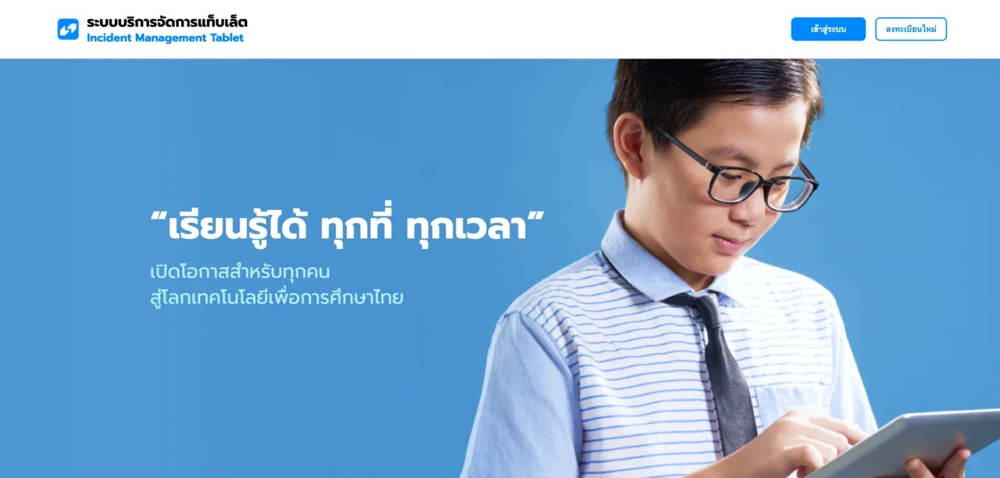 ระบบบริการจัดการแท็บเล็ต
Incident Management Tablet
เข้าสู่ระบบ
ลงทะเบียนใหม่
“เรียนรู้ได้ ทุกที่ ทุกเวลา”
เปิดโอกาสสำหรับทุกคน
สู่โลกเทคโนโลยีเพื่อการศึกษาไทย